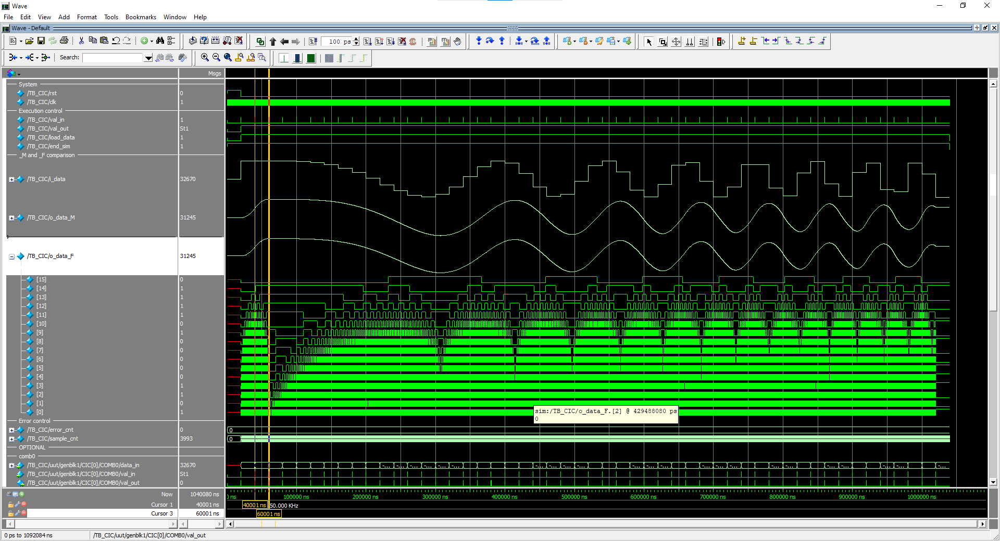 Wave
File Edit View Add Format Tools Bookmarks Window Help
Wave - Default
100 ps
Search:
Msgs
System
/TB_CIC/rst 0
/TB_CIC/clk 1
Execution control
/TB_CIC/val_in 1
/TB_CIC/val_out St1
/TB_CIC/load_data 1
/TB_CIC/end_sim 1
_M and _F comparison
/TB_CIC/i_data 32670
/TB_CIC/o_data_M 31245
/TB_CIC/o_data_F 31245
[15] 0
[14] 1
[13] 1
[12] 1
[11] 1
[10] 0
[9] 1
[8] 0
[7] 0
[6] 0
[5] 0
[4] 0
[3] 1
[2] 1
[1] 0
[0] 1
sim:/TB_CIC/o_data_F.[2] @ 429488080 ps
0
Error control
/TB_CIC/error_cnt 0 0
/TB_CIC/sample_cnt 3993 0
OPTIONAL
comb0
/TB_CIC/uut/genblk1/CIC[0]/COMB0/data_in 32670 -... -... -... -... -... -... -... -... -... -... -... -... -... -... -... -... -... -... -... -...
/TB_CIC/uut/genblk1/CIC[0]/COMB0/val_in St1
/TB_CIC/uut/genblk1/CIC[0]/COMB0/val_out 0
Now 1040080 ns
ns 100000 ns 200000 ns 300000 ns 400000 ns 500000 ns 600000 ns 700000 ns 800000 ns 900000 ns 1000000 ns
Cursor 1 40001 ns 40001 ns 50.000 KHz
Cursor 3 60001 ns 60001 ns
0 ps to 1092084 ns /TB_CIC/uut/genblk1/CIC[0]/COMB0/val_out